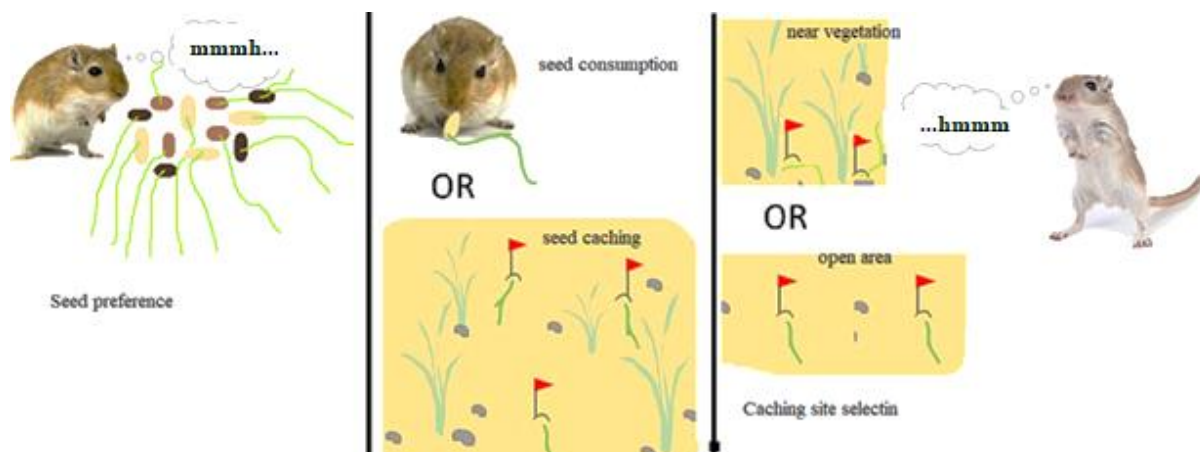 mmmh...
Seed preference
seed consumption
OR
seed caching
near vegetation
...hmmm
OR
open area
Caching site selectin